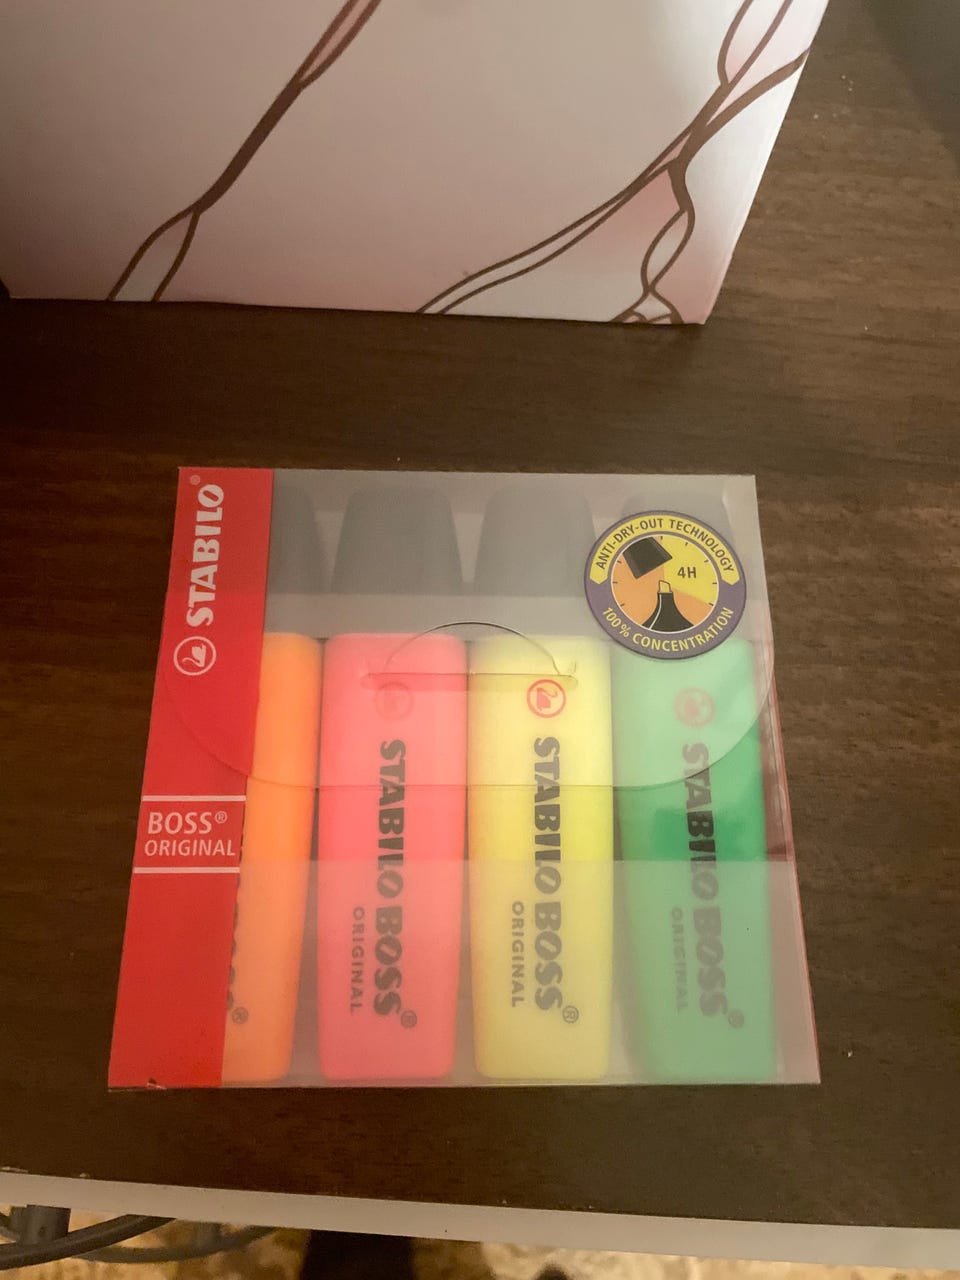 STABILO®
BOSS®
ORIGINAL
ANTI-DRY-OUT TECHNOLOGY
4H
100% CONCENTRATION
STABILO BOSS®
ORIGINAL
STABILO BOSS®
ORIGINAL
STABILO BOSS®
ORIGINAL